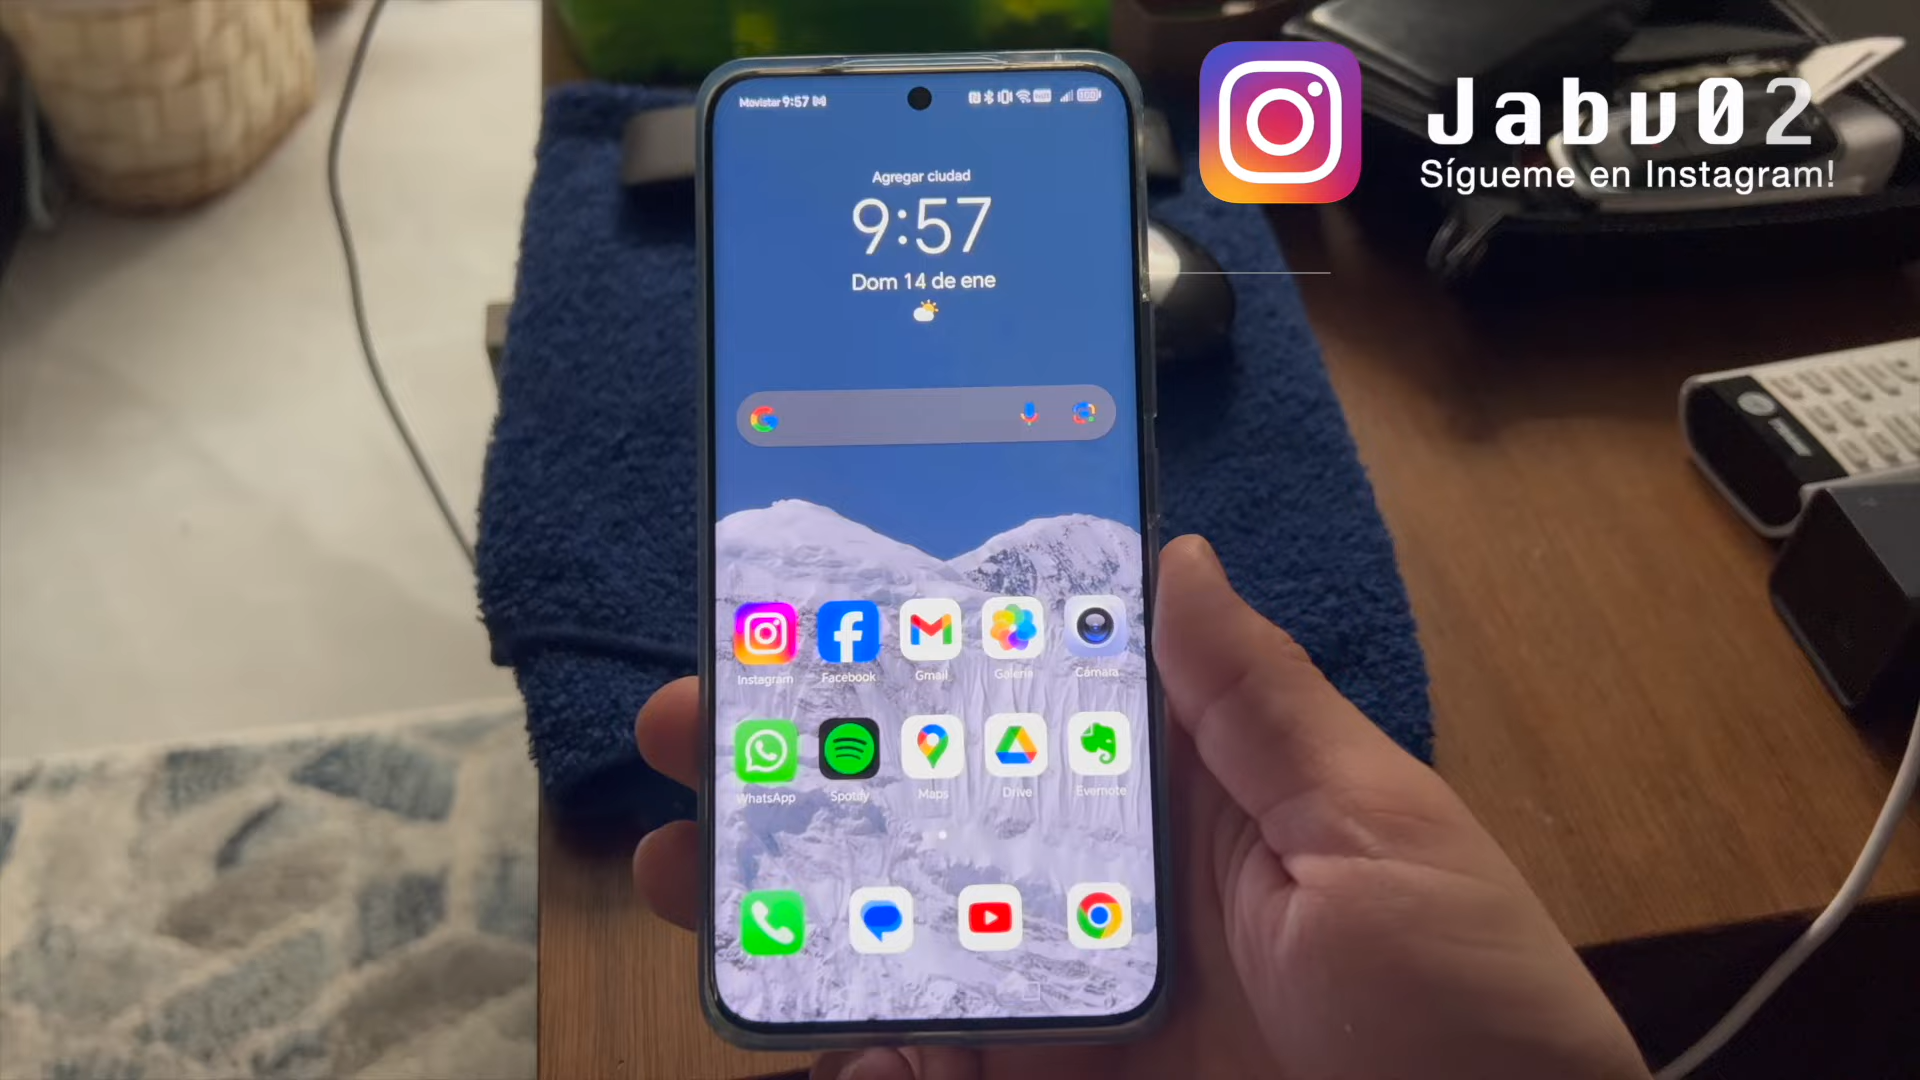 Movistar 9:57
Agregar ciudad
9:57
Dom 14 de ene
Instagram Facebook Gmail Galería Cámara
WhatsApp Spotify Maps Drive Evernote
Jabv02
Sígueme en Instagram!